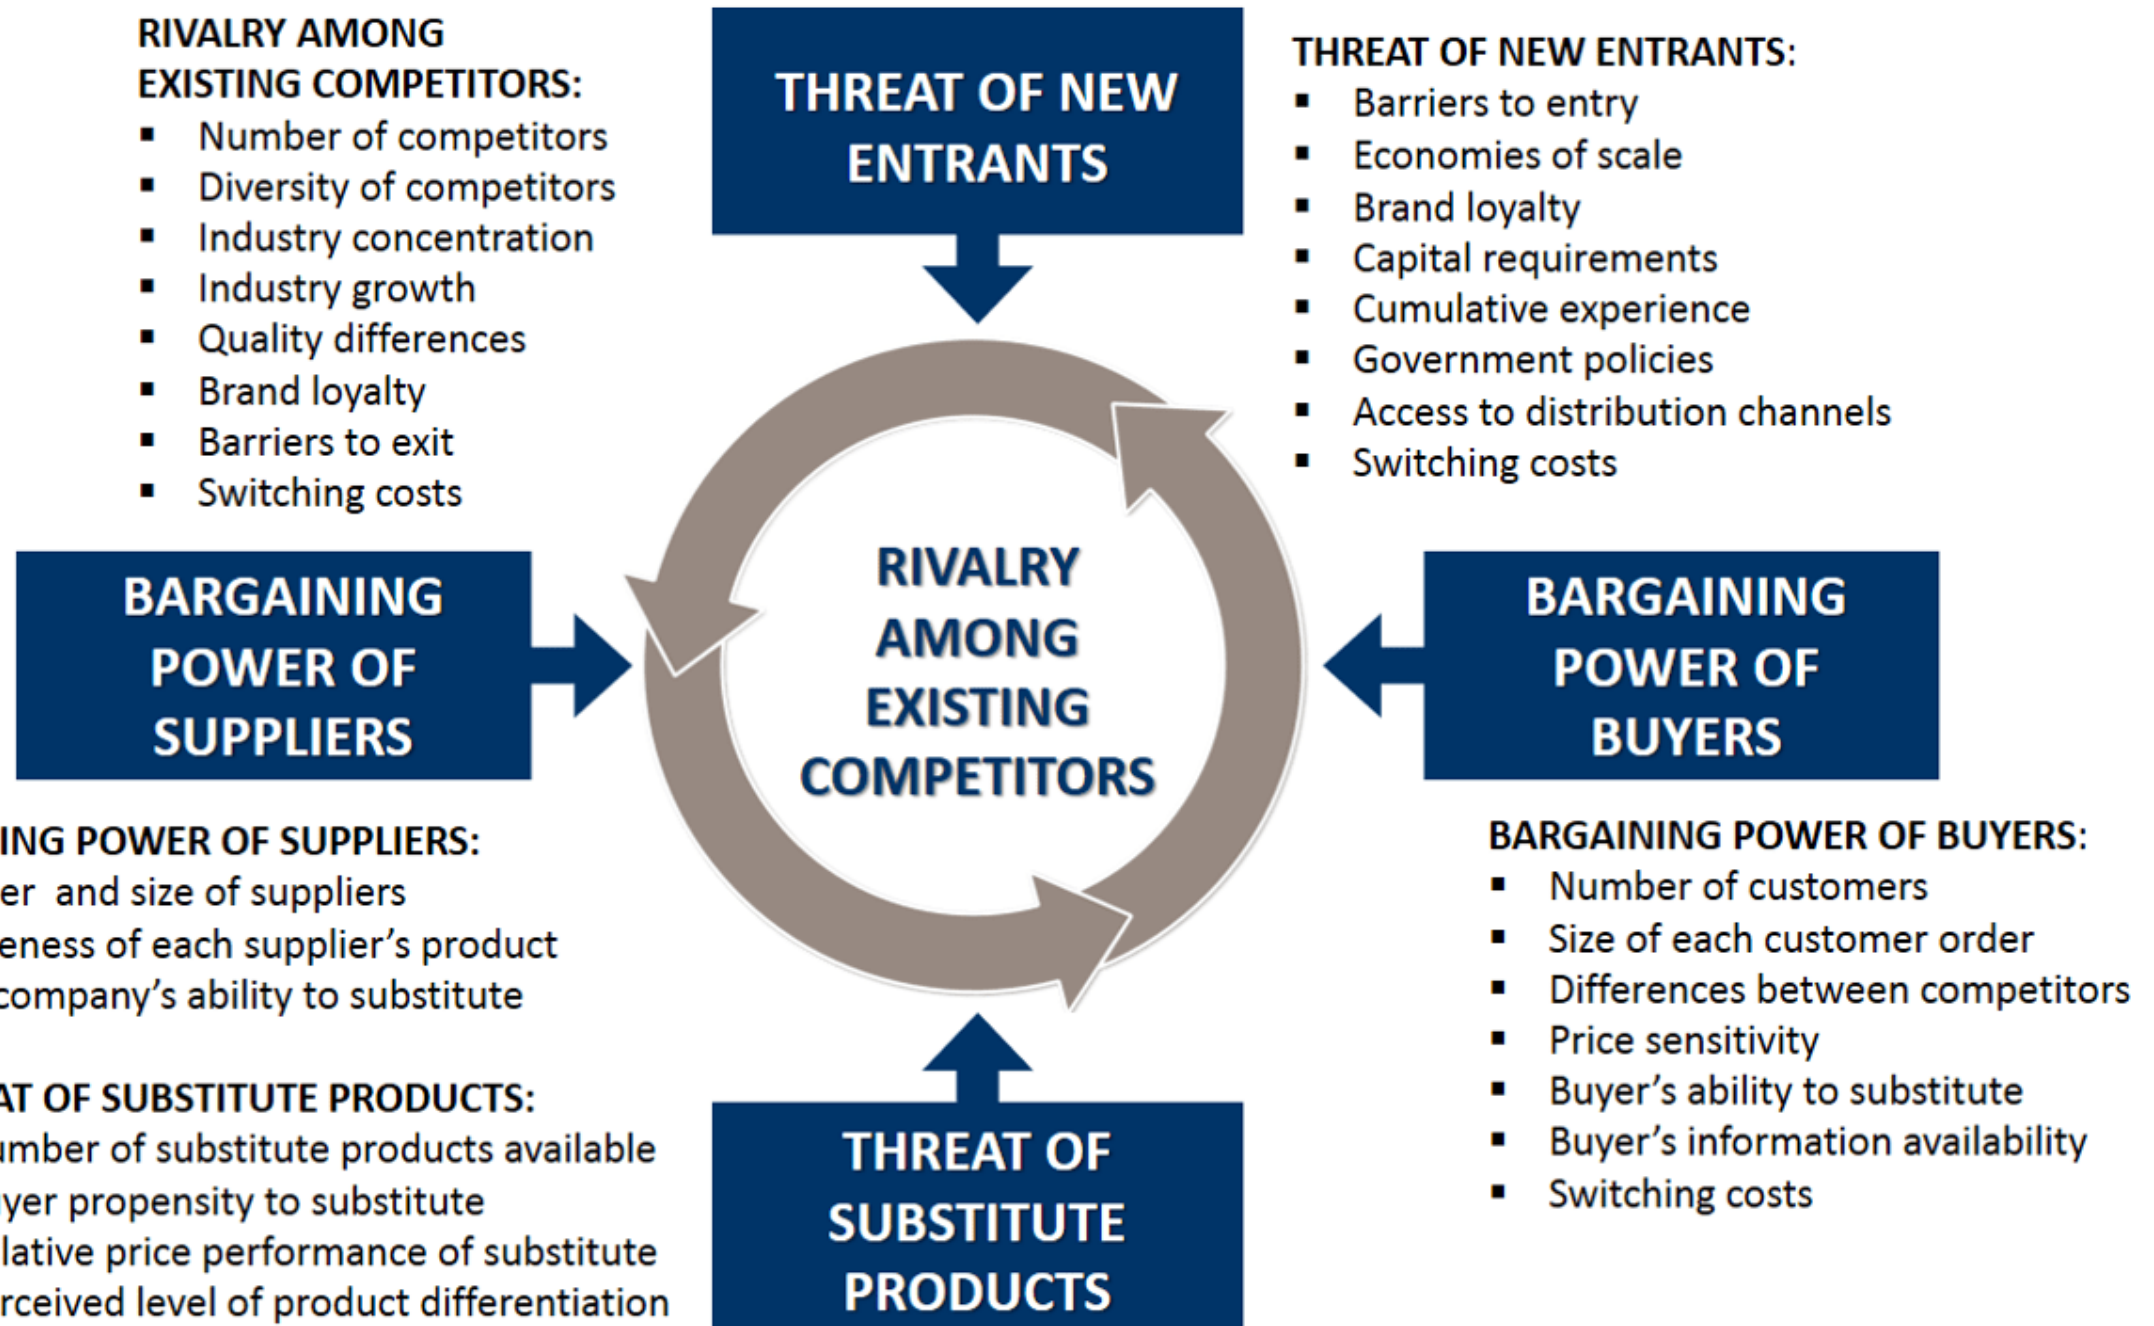 RIVALRY AMONG
EXISTING COMPETITORS:
▪ Number of competitors
▪ Diversity of competitors
▪ Industry concentration
▪ Industry growth
▪ Quality differences
▪ Brand loyalty
▪ Barriers to exit
▪ Switching costs
THREAT OF NEW
ENTRANTS
THREAT OF NEW ENTRANTS:
▪ Barriers to entry
▪ Economies of scale
▪ Brand loyalty
▪ Capital requirements
▪ Cumulative experience
▪ Government policies
▪ Access to distribution channels
▪ Switching costs
BARGAINING
POWER OF
SUPPLIERS
RIVALRY
AMONG
EXISTING
COMPETITORS
BARGAINING
POWER OF
BUYERS
ING POWER OF SUPPLIERS:
er and size of suppliers
eness of each supplier's product
company's ability to substitute
AT OF SUBSTITUTE PRODUCTS:
umber of substitute products available
yer propensity to substitute
lative price performance of substitute
rceived level of product differentiation
THREAT OF
SUBSTITUTE
PRODUCTS
BARGAINING POWER OF BUYERS:
▪ Number of customers
▪ Size of each customer order
▪ Differences between competitors
▪ Price sensitivity
▪ Buyer's ability to substitute
▪ Buyer's information availability
▪ Switching costs